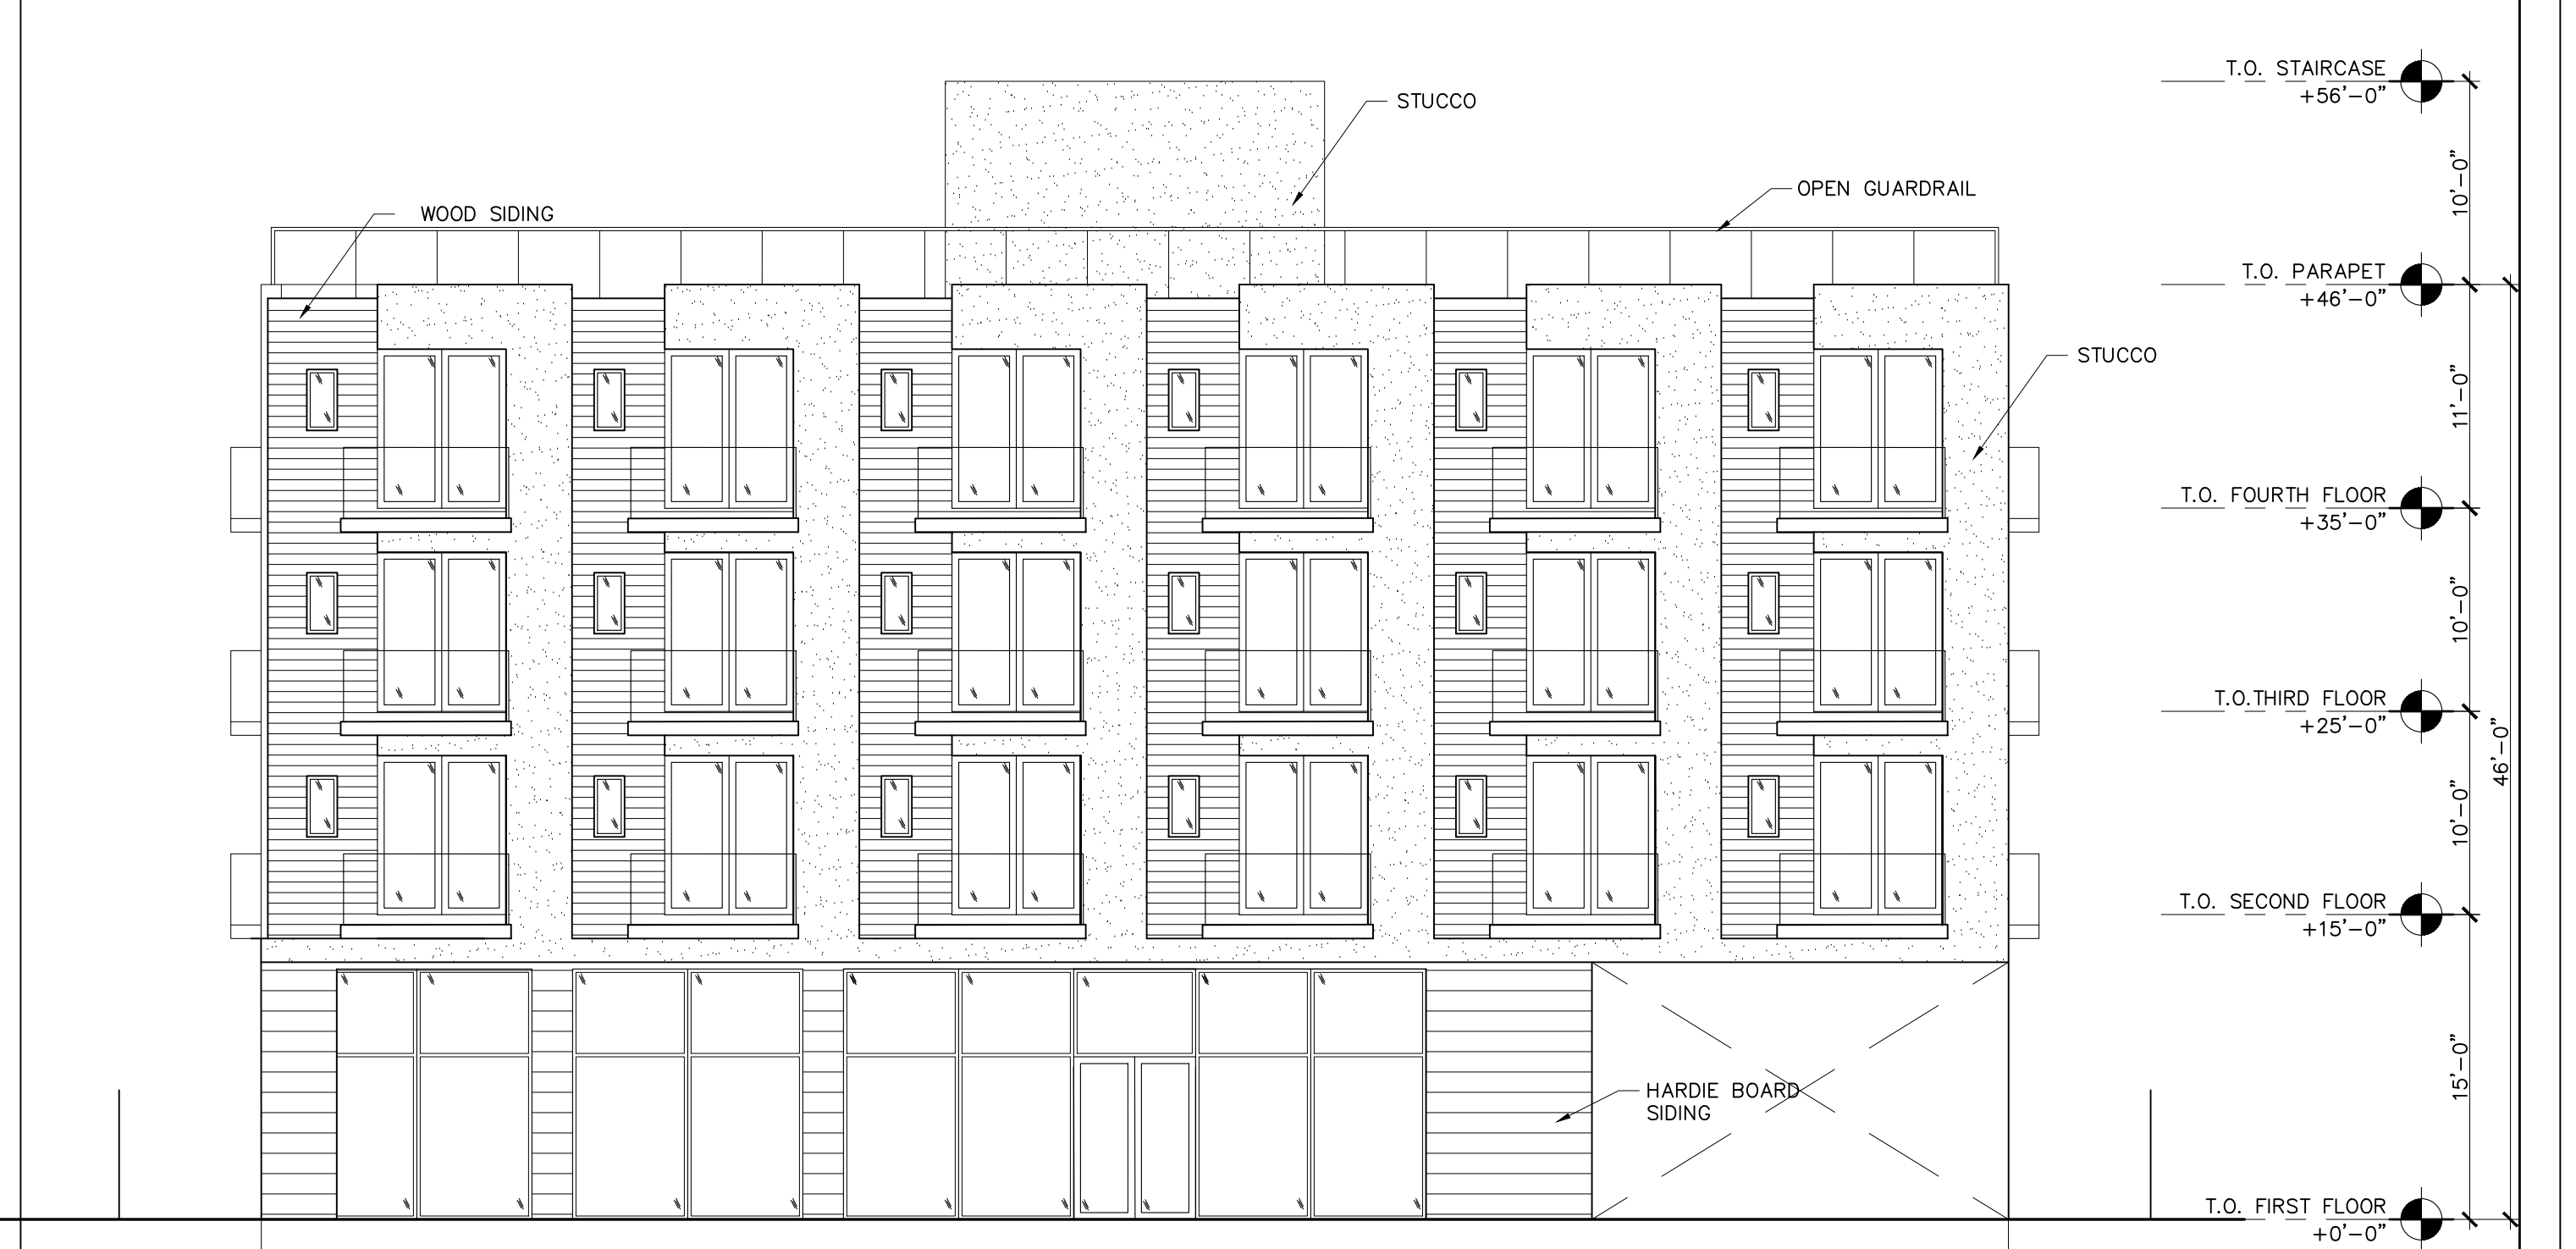 T.O. STAIRCASE
+56'-0"
STUCCO
10'-0"
OPEN GUARDRAIL
WOOD SIDING
T.O. PARAPET
+46'-0"
STUCCO
11'-0"
T.O. FOURTH FLOOR
+35'-0"
10'-0"
T.O.THIRD FLOOR
+25'-0"
46'-0"
10'-0"
T.O. SECOND FLOOR
+15'-0"
15'-0"
HARDIE BOARD
SIDING
T.O. FIRST FLOOR
+0'-0"